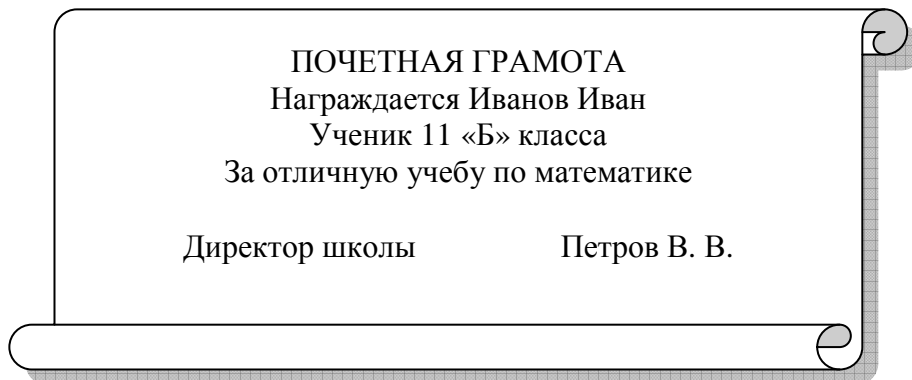 ПОЧЕТНАЯ ГРАМОТА
Награждается Иванов Иван
Ученик 11 «Б» класса
За отличную учебу по математике
Директор школы Петров В. В.